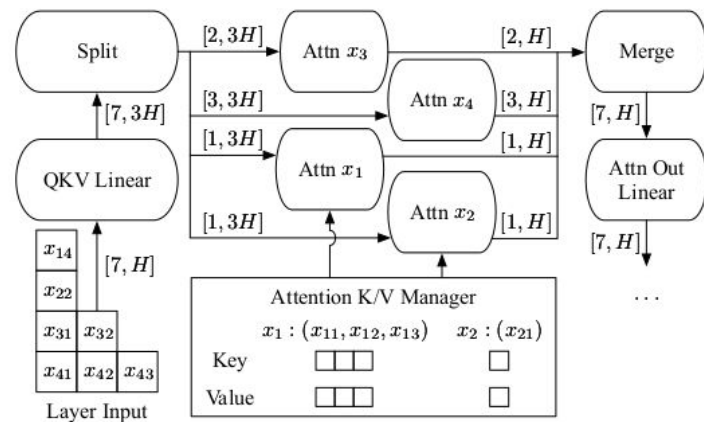 Split
[2, 3H]
Attn x₃
[2, H]
Merge
[3, 3H]
Attn x₄
[3, H]
[7, 3H]
[7, H]
QKV Linear
[1, 3H]
Attn x₁
[1, H]
Attn Out
Linear
[1, 3H]
Attn x₂
[1, H]
[7, H]
[7, H]
x₁₄
x₂₂
x₃₁ x₃₂
x₄₁ x₄₂ x₄₃
Layer Input
Attention K/V Manager
x₁ : (x₁₁, x₁₂, x₁₃) x₂ : (x₂₁)
Key
Value
...